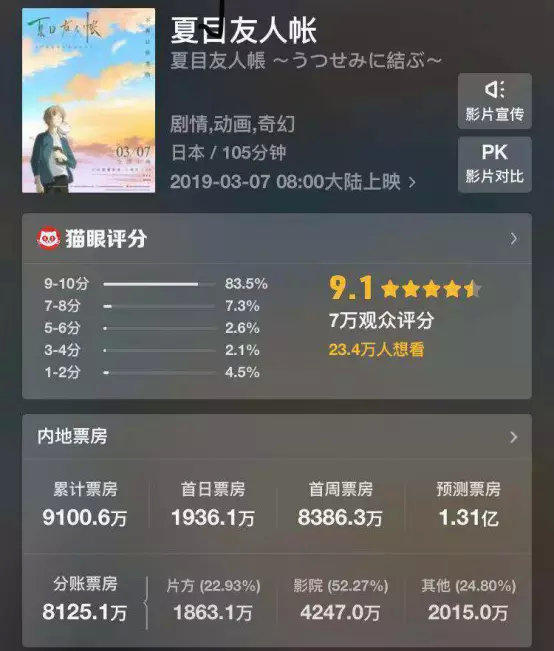 夏目友人帐
03/07
夏目友人帐
夏目友人帳 ～うつせみに結ぶ～
剧情,动画,奇幻
日本 / 105分钟
2019-03-07 08:00大陆上映
影片宣传
PK
影片对比
猫眼评分
9-10分 83.5%
7-8分 7.3%
5-6分 2.6%
3-4分 2.1%
1-2分 4.5%
9.1
7万观众评分
23.4万人想看
内地票房
累计票房 首日票房 首周票房 预测票房
9100.6万 1936.1万 8386.3万 1.31亿
分账票房 片方 (22.93%) 影院 (52.27%) 其他 (24.80%)
8125.1万 1863.1万 4247.0万 2015.0万